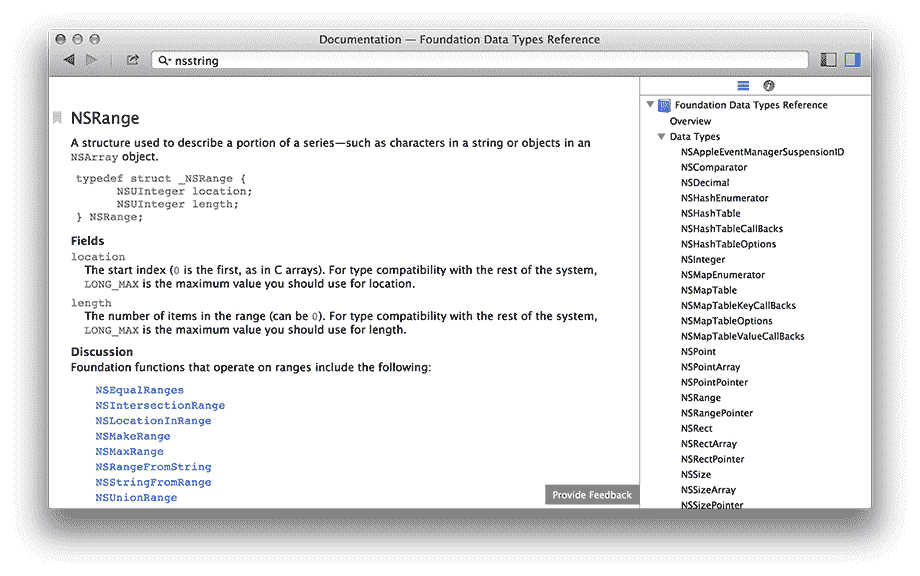 Documentation — Foundation Data Types Reference
nsstring
NSRange
A structure used to describe a portion of a series—such as characters in a string or objects in an
NSArray object.
typedef struct _NSRange {
NSUInteger location;
NSUInteger length;
} NSRange;
Fields
location
The start index (0 is the first, as in C arrays). For type compatibility with the rest of the system,
LONG_MAX is the maximum value you should use for location.
length
The number of items in the range (can be 0). For type compatibility with the rest of the system,
LONG_MAX is the maximum value you should use for length.
Discussion
Foundation functions that operate on ranges include the following:
NSEqualRanges
NSIntersectionRange
NSLocationInRange
NSMakeRange
NSMaxRange
NSRangeFromString
NSStringFromRange
NSUnionRange
Provide Feedback
Foundation Data Types Reference
Overview
Data Types
NSAppleEventManagerSuspensionID
NSComparator
NSDecimal
NSHashEnumerator
NSHashTable
NSHashTableCallBacks
NSHashTableOptions
NSInteger
NSMapEnumerator
NSMapTable
NSMapTableKeyCallBacks
NSMapTableOptions
NSMapTableValueCallBacks
NSPoint
NSPointArray
NSPointPointer
NSRange
NSRangePointer
NSRect
NSRectArray
NSRectPointer
NSSize
NSSizeArray
NSSizePointer